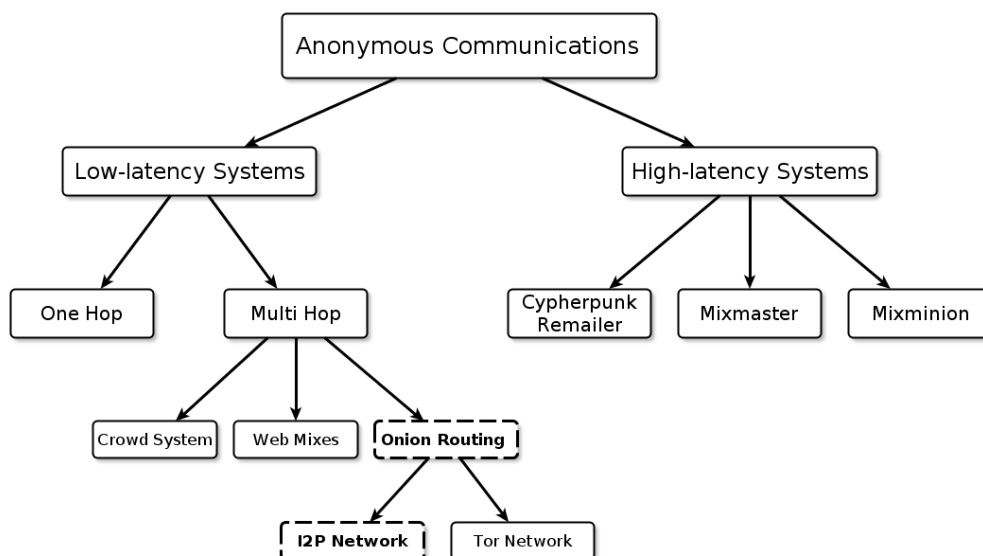 Anonymous Communications
Low-latency Systems
High-latency Systems
One Hop
Multi Hop
Cypherpunk
Remailer
Mixmaster
Mixminion
Crowd System
Web Mixes
Onion Routing
I2P Network
Tor Network